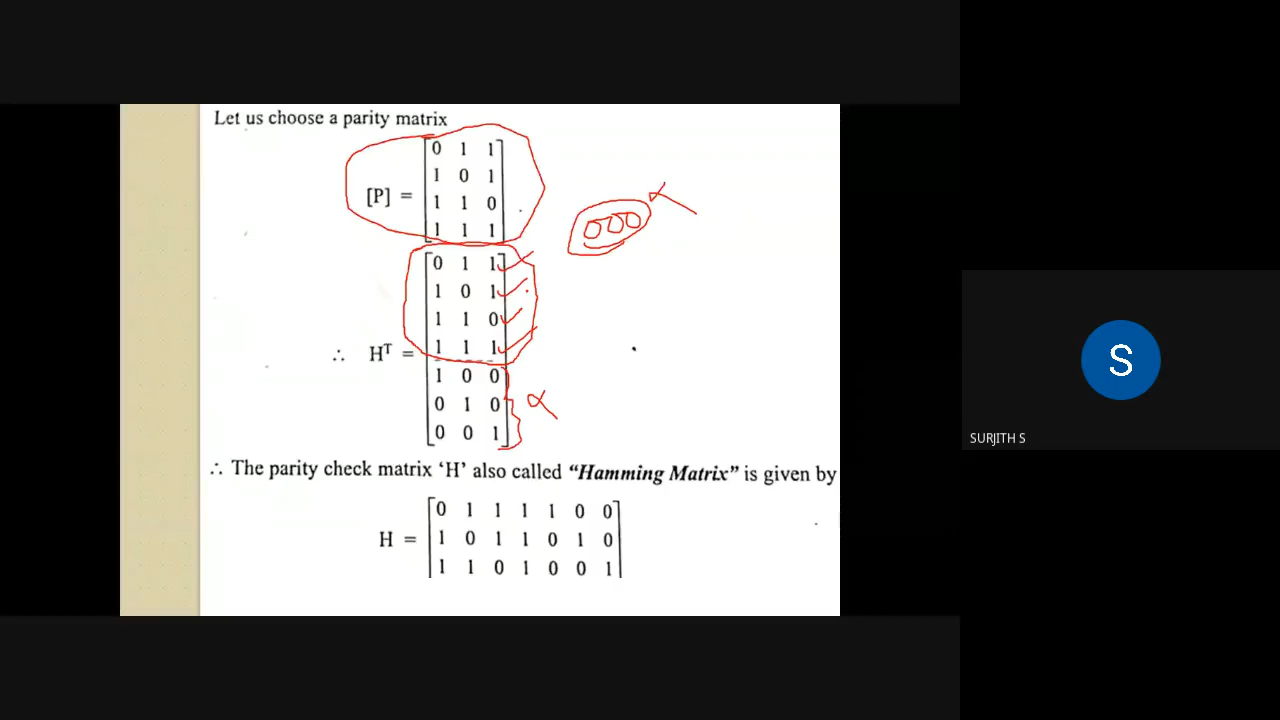 Let us choose a parity matrix
0 1 1
1 0 1
[P] =
1 1 0
1 1 1
000
0 1 1
1 0 1
1 1 0
1 1 1
∴ Hᵀ =
1 0 0
0 1 0
0 0 1
∴ The parity check matrix ‘H’ also called “Hamming Matrix” is given by
0 1 1 1 1 0 0
H = 1 0 1 1 0 1 0
1 1 0 1 0 0 1
S
SURJITH S